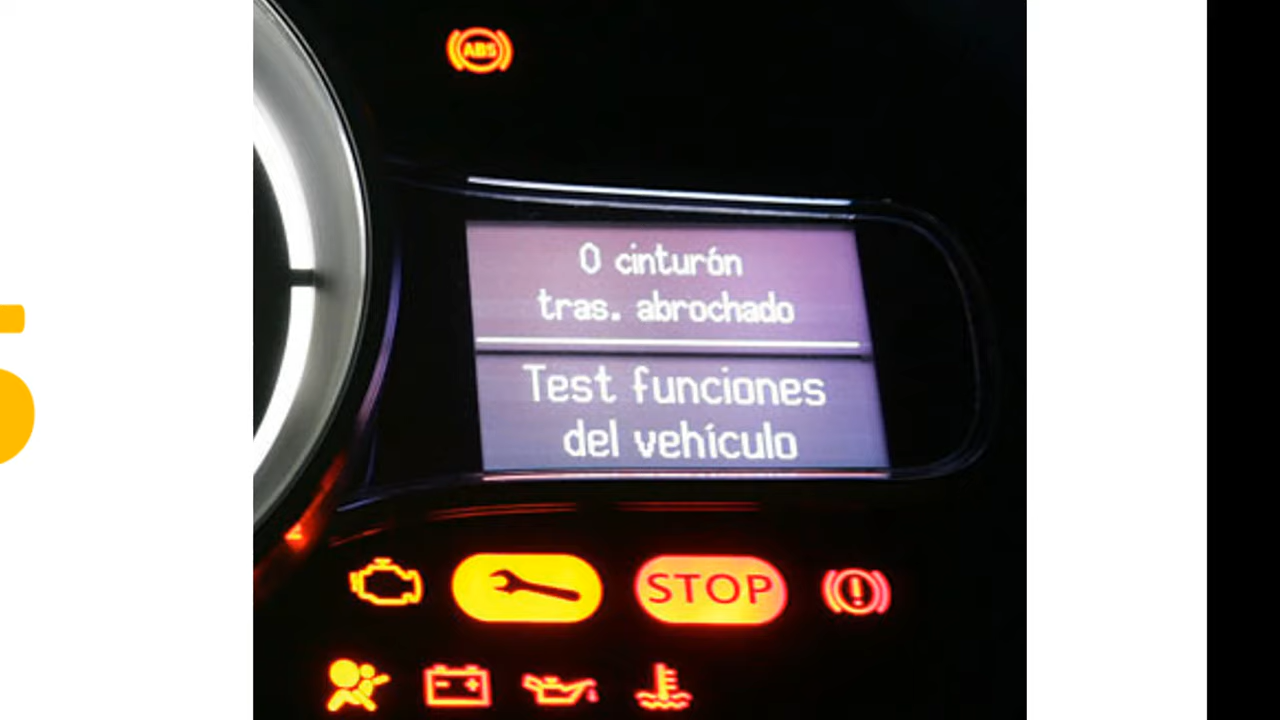 ABS
0 cinturón
tras. abrochado
Test funciones
del vehículo
STOP